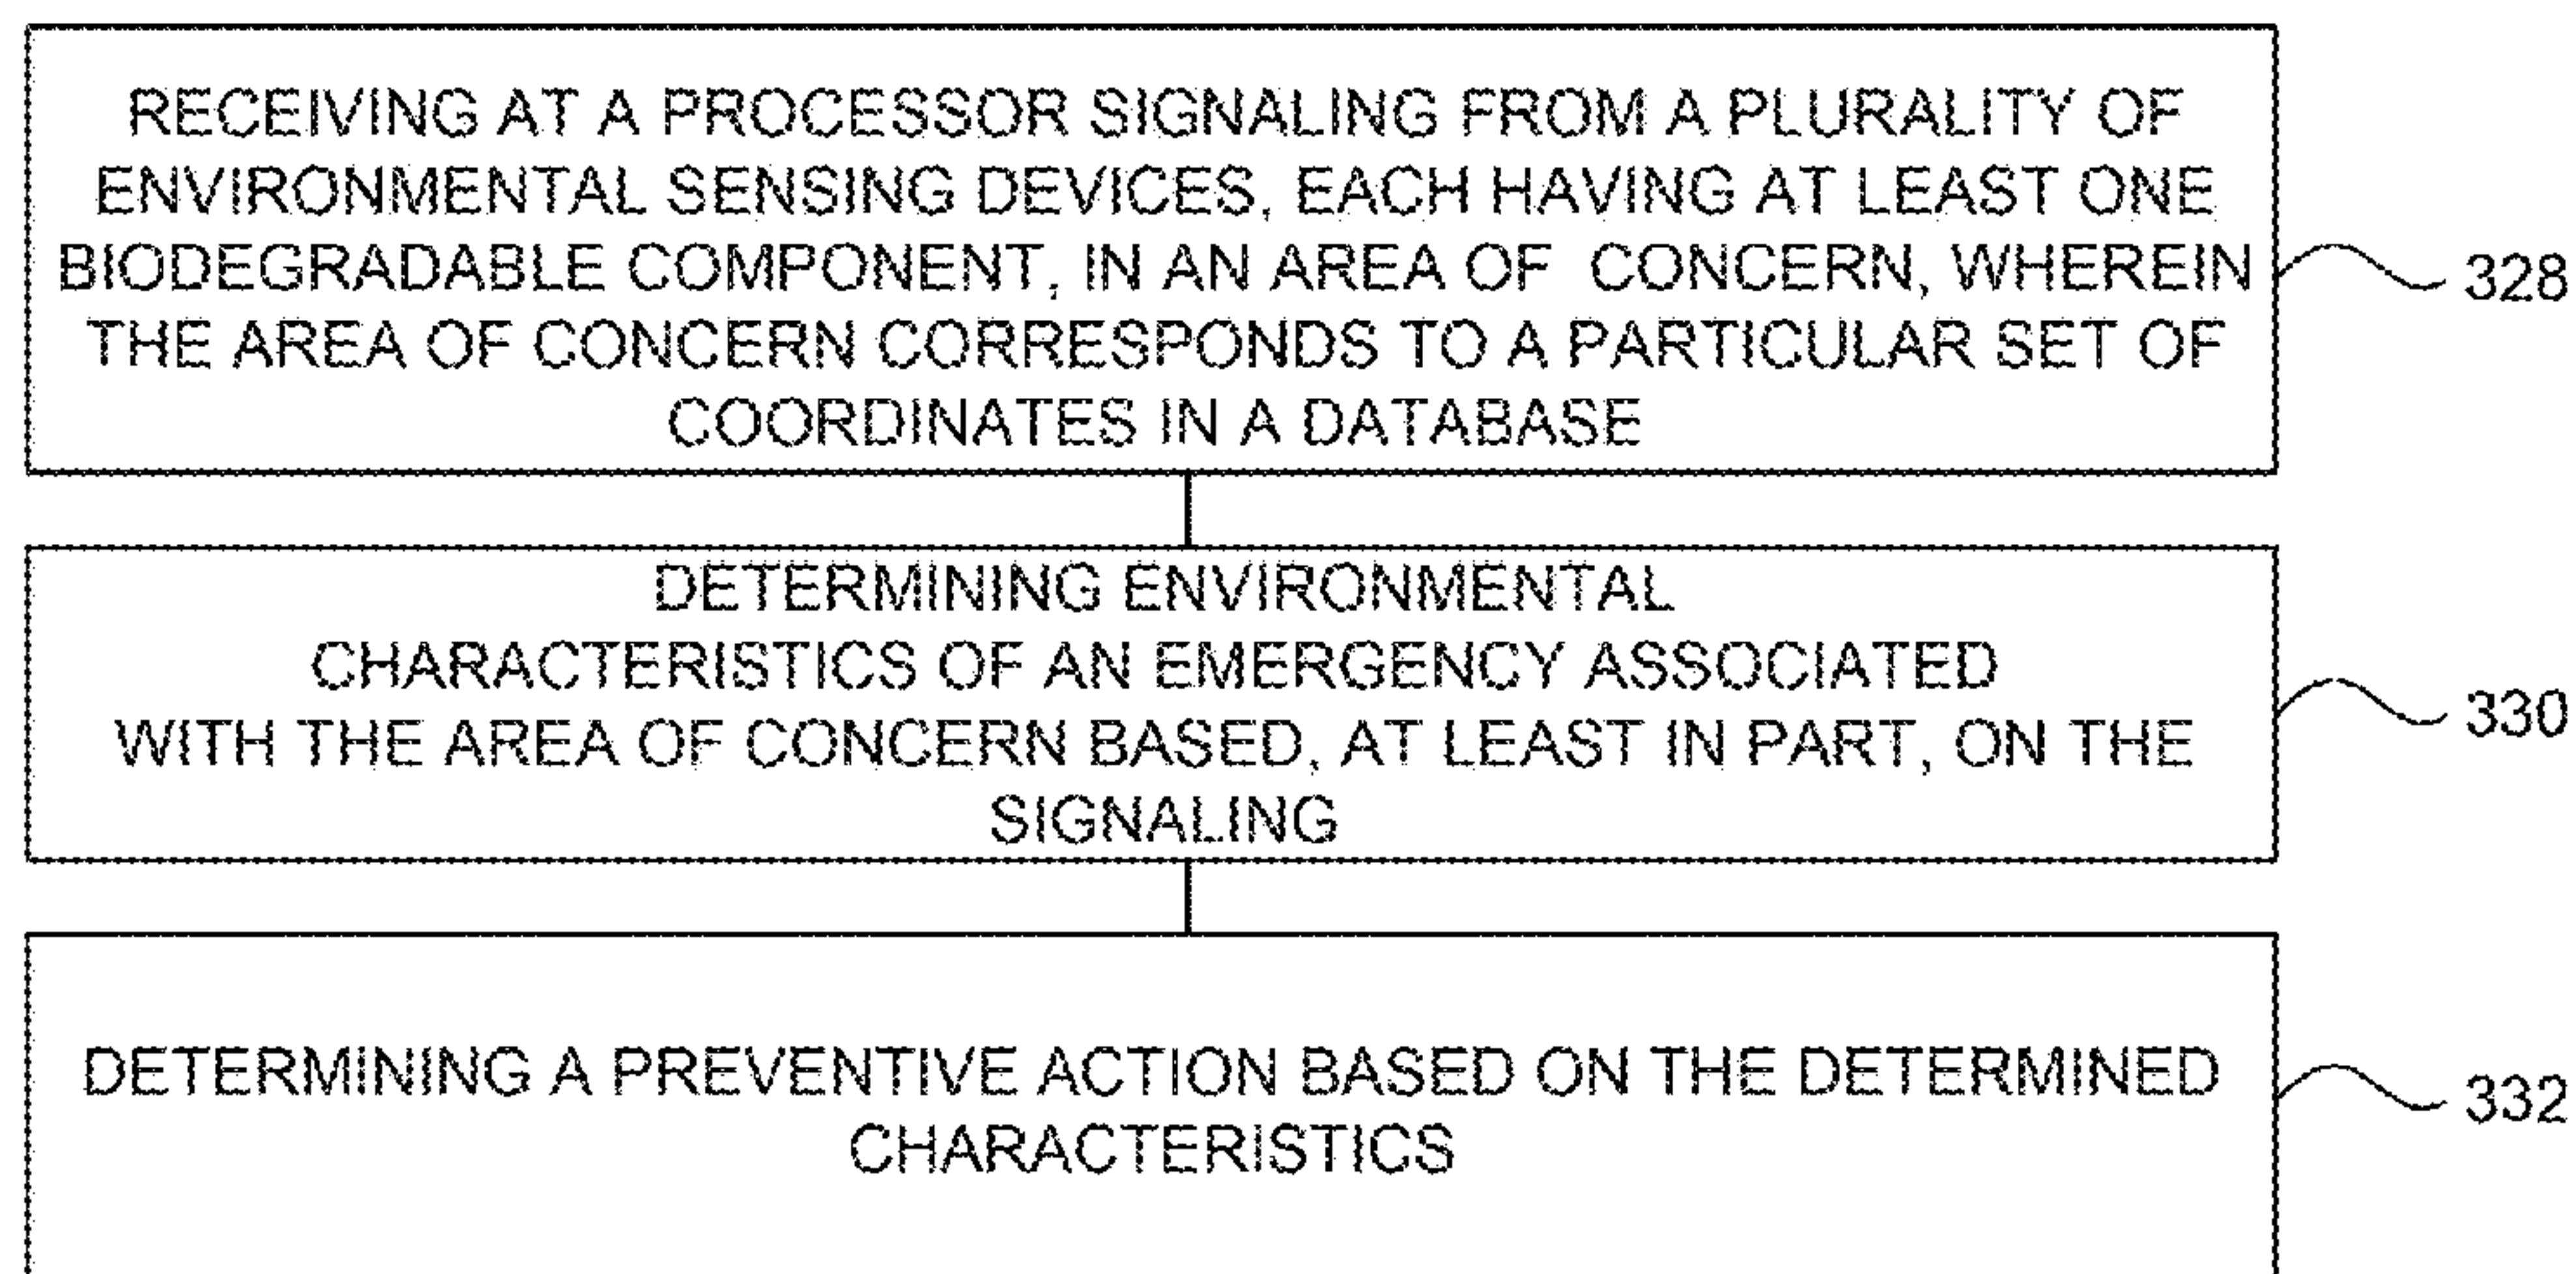 RECEIVING AT A PROCESSOR SIGNALING FROM A PLURALITY OF
ENVIRONMENTAL SENSING DEVICES, EACH HAVING AT LEAST ONE
BIODEGRADABLE COMPONENT, IN AN AREA OF CONCERN, WHEREIN
THE AREA OF CONCERN CORRESPONDS TO A PARTICULAR SET OF
COORDINATES IN A DATABASE
328
DETERMINING ENVIRONMENTAL
CHARACTERISTICS OF AN EMERGENCY ASSOCIATED
WITH THE AREA OF CONCERN BASED, AT LEAST IN PART, ON THE
SIGNALING
330
DETERMINING A PREVENTIVE ACTION BASED ON THE DETERMINED
CHARACTERISTICS
332